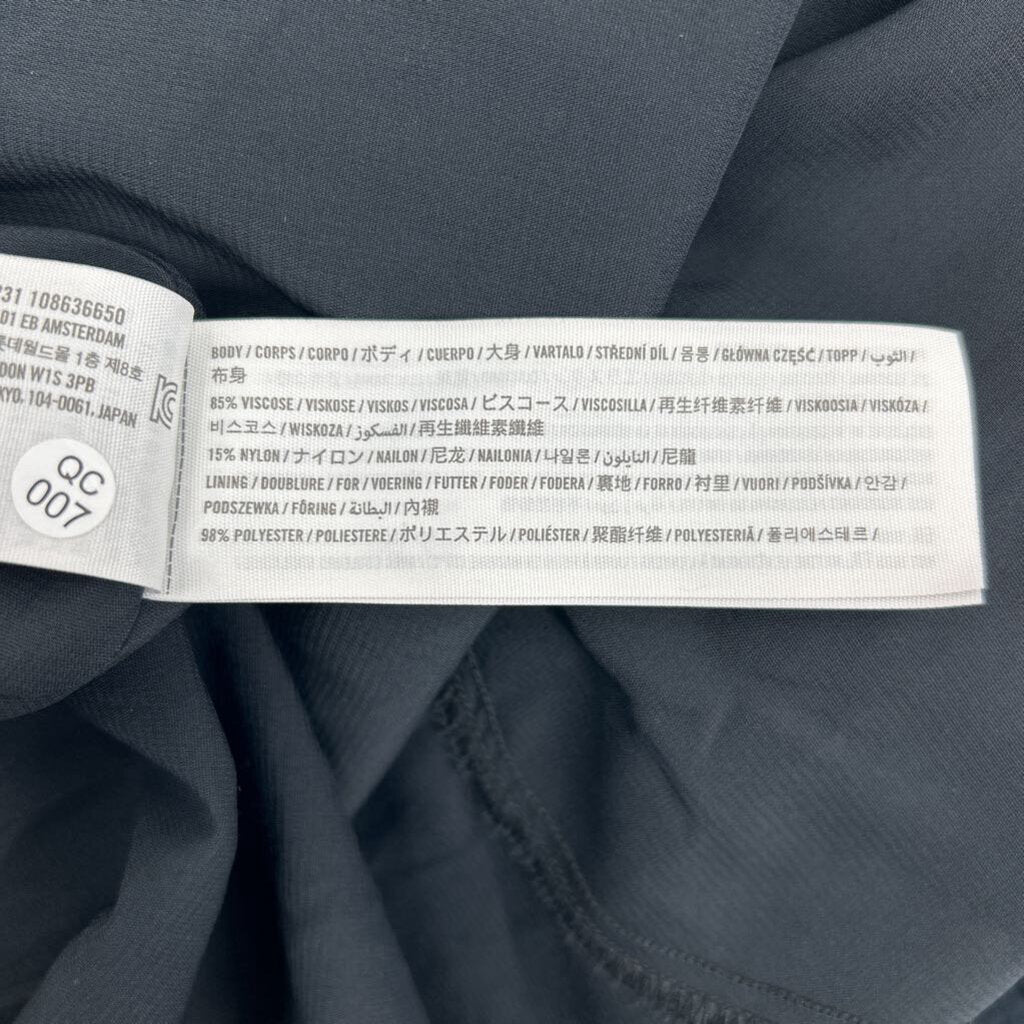 31 108636650
01 EB AMSTERDAM
롯데월드몰 1층 제8호
DON W1S 3PB
KYO, 104-0061, JAPAN
QC
007
BODY / CORPS / CORPO / ボディ / CUERPO / 大身 / VARTALO / STŘEDNÍ DÍL / 몸통 / GŁÓWNA CZĘŚĆ / TOPP / الثوب /
布身
85% VISCOSE / VISKOSE / VISKOS / VISCOSA / ビスコース / VISCOSILLA / 再生纤维素纤维 / VISKOOSIA / VISKÓZA /
비스코스 / WISKOZA / الفسكوز / 再生纖維素纖維
15% NYLON / ナイロン / NAILON / 尼龙 / NAILONIA / 나일론 / النايلون / 尼龍
LINING / DOUBLURE / FOR / VOERING / FUTTER / FODER / FODERA / 裏地 / FORRO / 衬里 / VUORI / PODŠÍVKA / 안감 /
PODSZEWKA / FÔRING / البطانة / 內襯
98% POLYESTER / POLIESTERE / ポリエステル / POLIÉSTER / 聚酯纤维 / POLYESTERIÄ / 폴리에스테르 /